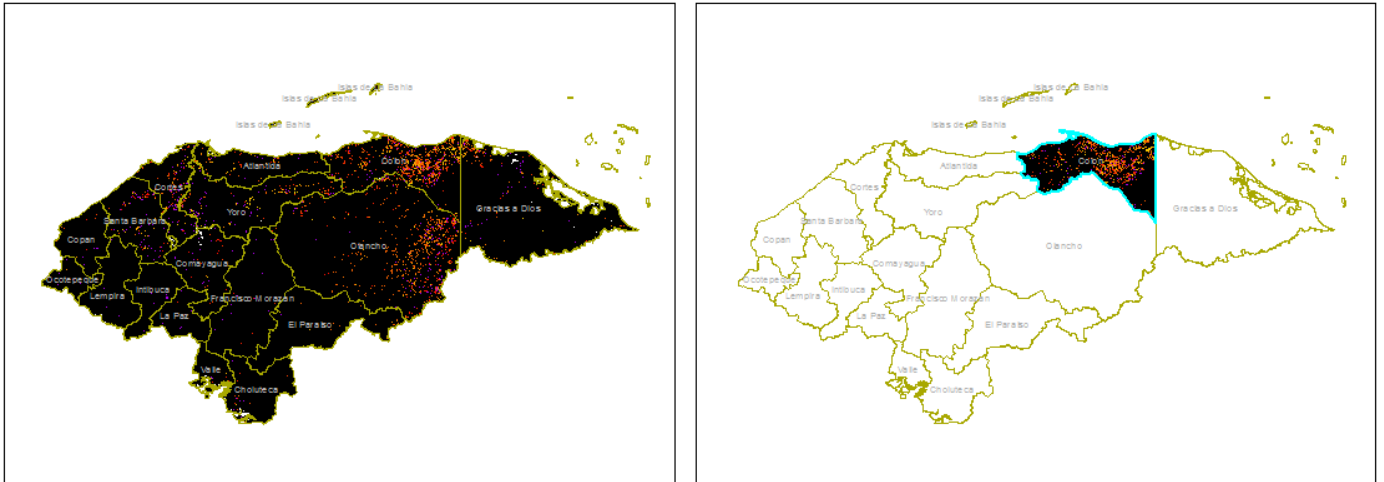 Islas de La Bahia
Islas de La Bahia
Islas de La Bahia
Atlantida
Colon
Cortes
Santa Barbara
Yoro
Gracias a Dios
Copan
Olancho
Comayagua
Ocotepeque
Intibuca
Lempira
Francisco Morazan
La Paz
El Paraiso
Valle
Choluteca
Islas de La Bahia
Islas de La Bahia
Islas de La Bahia
Atlantida
Colon
Cortes
Santa Barbara
Yoro
Gracias a Dios
Copan
Olancho
Comayagua
Ocotepeque
Intibuca
Lempira
Francisco Morazan
La Paz
El Paraiso
Valle
Choluteca